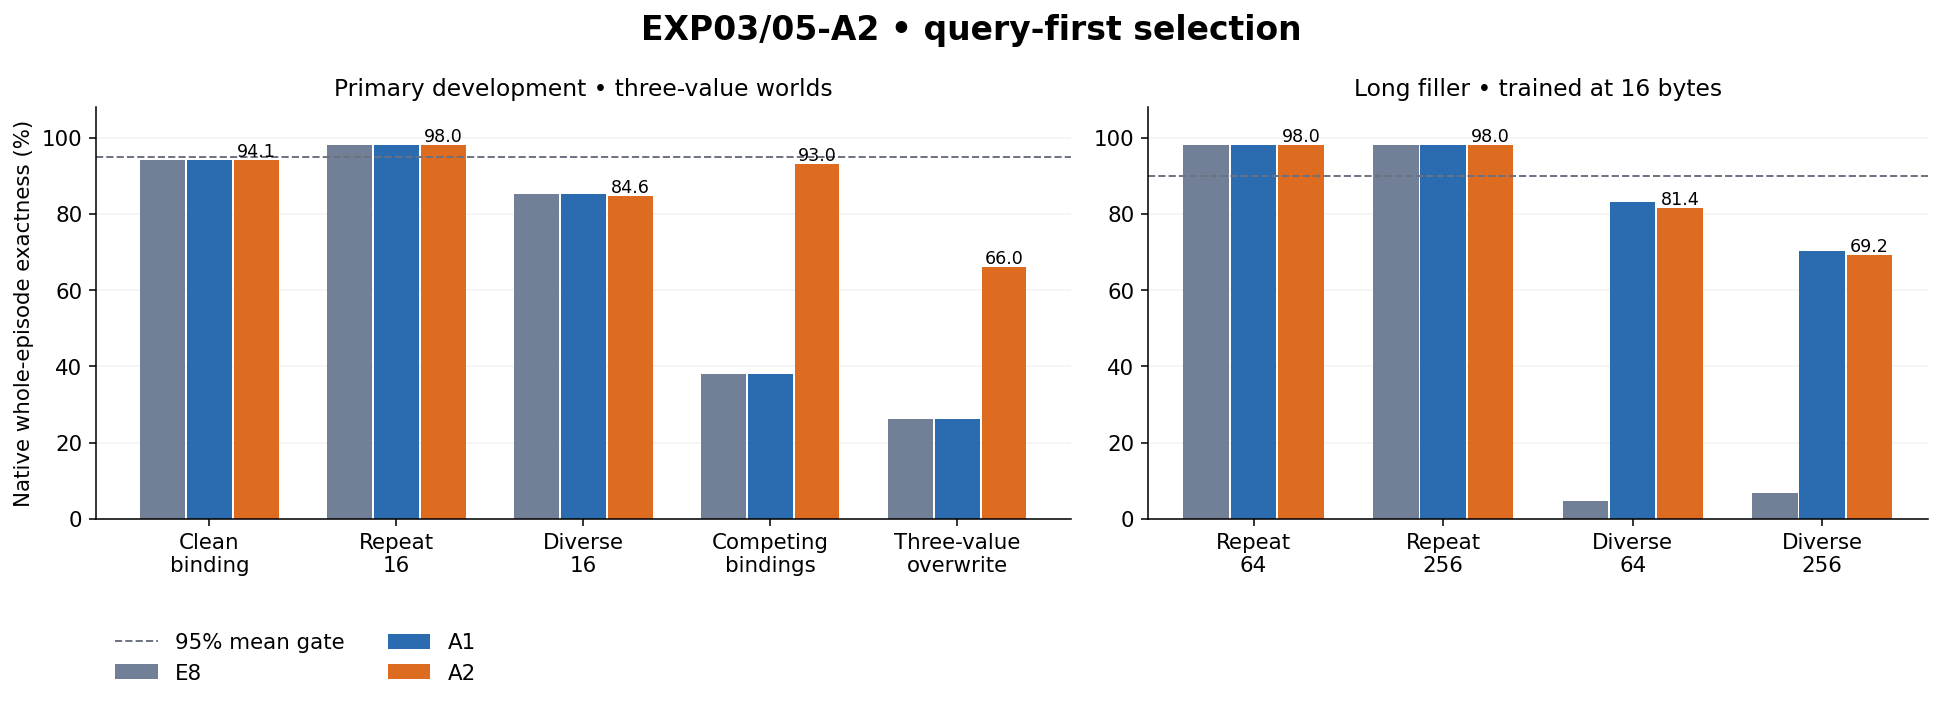 EXP03/05-A2 • query-first selection
Primary development • three-value worlds
Native whole-episode exactness (%)
100
80
60
40
20
0
94.1
98.0
84.6
93.0
66.0
Clean
binding
Repeat
16
Diverse
16
Competing
bindings
Three-value
overwrite
Long filler • trained at 16 bytes
100
80
60
40
20
0
98.0
98.0
81.4
69.2
Repeat
64
Repeat
256
Diverse
64
Diverse
256
95% mean gate
E8
A1
A2